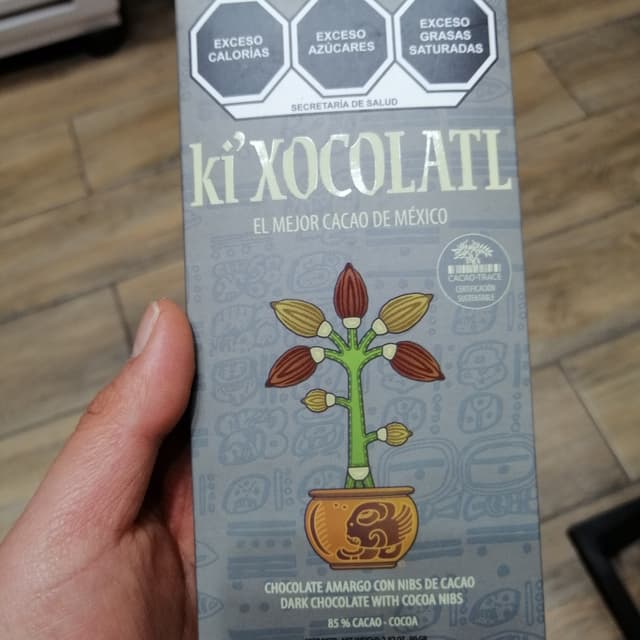 EXCESO
CALORÍAS
EXCESO
AZÚCARES
EXCESO
GRASAS
SATURADAS
SECRETARÍA DE SALUD
ki'XOCOLATL
EL MEJOR CACAO DE MÉXICO
CACAO-TRACE
CERTIFICACIÓN
SUSTENTABLE
CHOCOLATE AMARGO CON NIBS DE CACAO
DARK CHOCOLATE WITH COCOA NIBS
85 % CACAO - COCOA